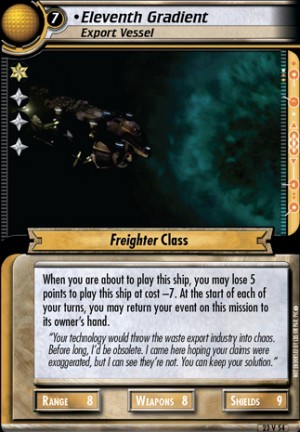 7
•Eleventh Gradient
Export Vessel
Freighter Class
When you are about to play this ship, you may lose 5
points to play this ship at cost –7. At the start of each of
your turns, you may return your event on this mission to
its owner's hand.
"Your technology would throw the waste export industry into chaos.
Before long, I'd be obsolete. I came here hoping your claims were
exaggerated, but I can see they're not. You can keep your solution."
RANGE 8 WEAPONS 8 SHIELDS 9